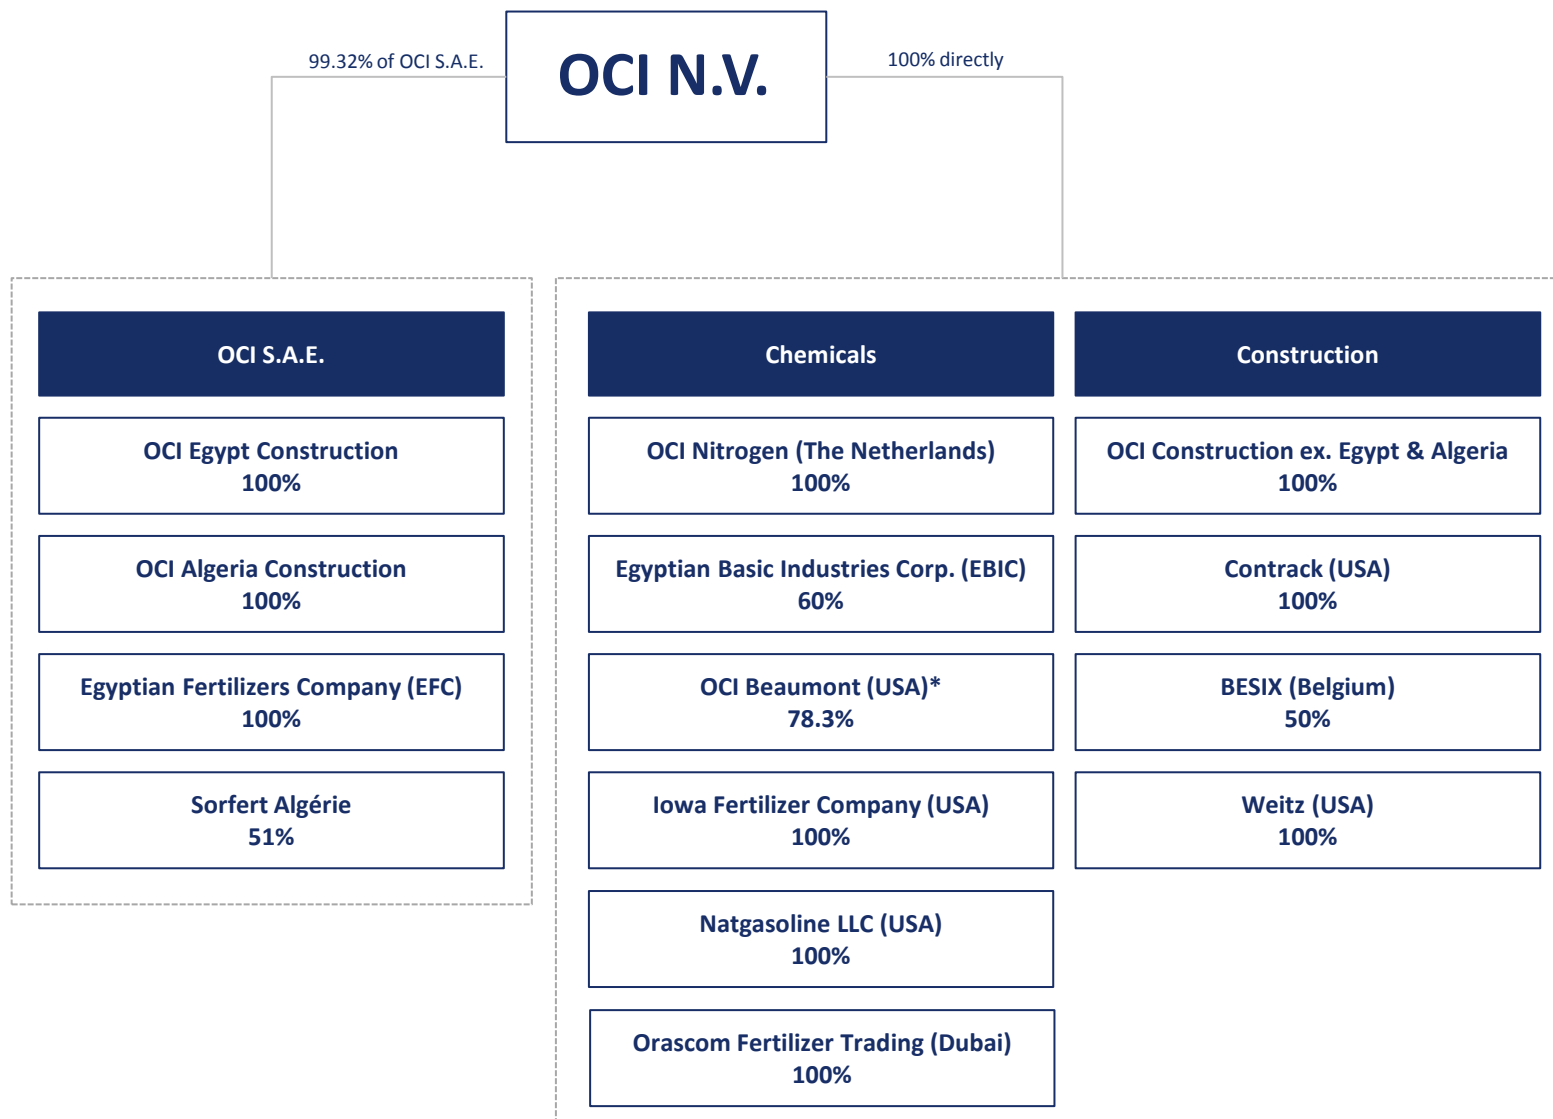 OCI N.V.
99.32% of OCI S.A.E.
100% directly
OCI S.A.E.
OCI Egypt Construction
100%
OCI Algeria Construction
100%
Egyptian Fertilizers Company (EFC)
100%
Sorfert Algérie
51%
Chemicals
OCI Nitrogen (The Netherlands)
100%
Egyptian Basic Industries Corp. (EBIC)
60%
OCI Beaumont (USA)*
78.3%
Iowa Fertilizer Company (USA)
100%
Natgasoline LLC (USA)
100%
Orascom Fertilizer Trading (Dubai)
100%
Construction
OCI Construction ex. Egypt & Algeria
100%
Contrack (USA)
100%
BESIX (Belgium)
50%
Weitz (USA)
100%